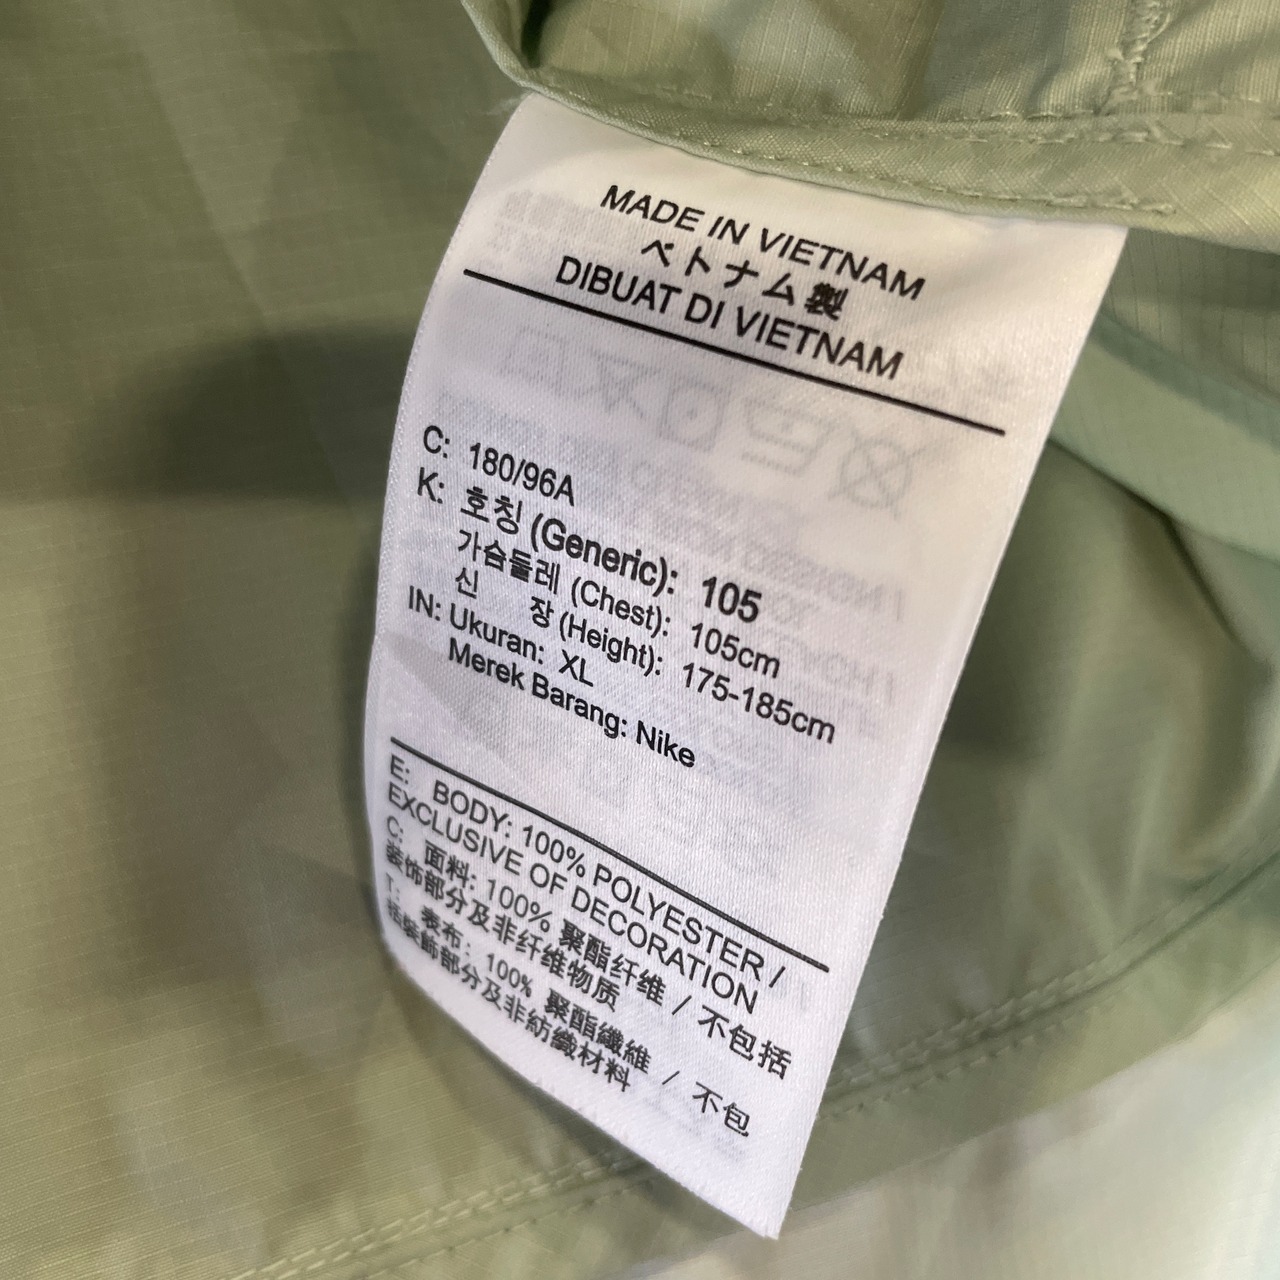 MADE IN VIETNAM
ベトナム製
DIBUAT DI VIETNAM
C: 180/96A
K: 호칭 (Generic): 105
가슴둘레 (Chest): 105cm
신 장 (Height): 175-185cm
IN: Ukuran: XL
Merek Barang: Nike
E: BODY: 100% POLYESTER /
EXCLUSIVE OF DECORATION
C: 面料: 100% 聚酯纤维 / 不包括
装饰部分及非纤维物质
T: 表布: 100% 聚酯纖維 / 不包
括裝飾部分及非紡織材料